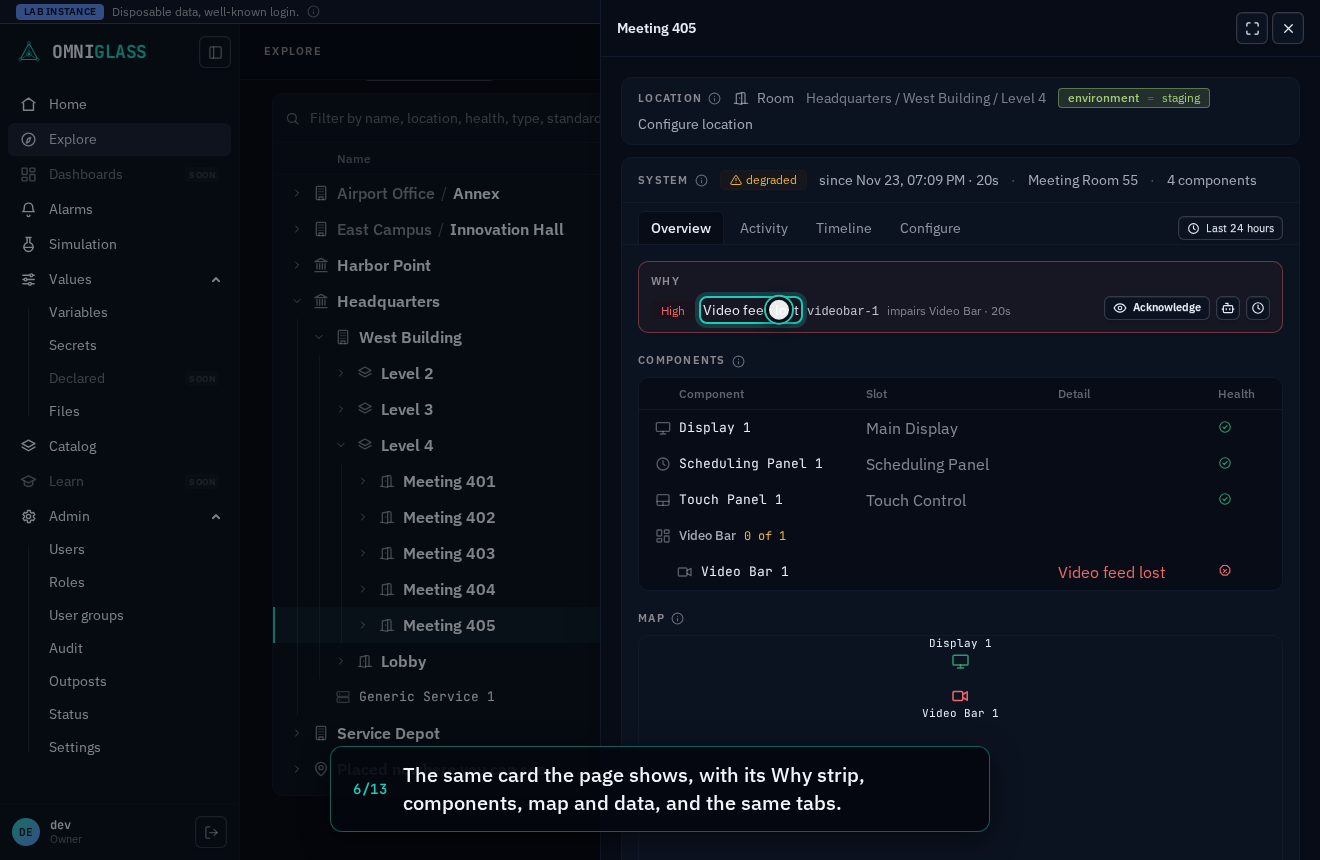 LAB INSTANCE Disposable data, well-known login.
OMNIGLASS
Home
Explore
Dashboards SOON
Alarms
Simulation
Values
Variables
Secrets
Declared SOON
Files
Catalog
Learn SOON
Admin
Users
Roles
User groups
Audit
Outposts
Status
Settings
DE dev
Owner
EXPLORE
Filter by name, location, health, type, standard
Name
Airport Office / Annex
East Campus / Innovation Hall
Harbor Point
Headquarters
West Building
Level 2
Level 3
Level 4
Meeting 401
Meeting 402
Meeting 403
Meeting 404
Meeting 405
Lobby
Generic Service 1
Service Depot
Meeting 405
LOCATION Room Headquarters / West Building / Level 4 environment = staging
Configure location
SYSTEM degraded since Nov 23, 07:09 PM · 20s · Meeting Room 55 · 4 components
Overview Activity Timeline Configure Last 24 hours
WHY
High Video videobar-1 impairs Video Bar · 20s Acknowledge
COMPONENTS
Component Slot Detail Health
Display 1 Main Display
Scheduling Panel 1 Scheduling Panel
Touch Panel 1 Touch Control
Video Bar 0 of 1
Video Bar 1 Video feed lost
MAP
Display 1
Video Bar 1
6/13 The same card the page shows, with its Why strip,
components, map and data, and the same tabs.